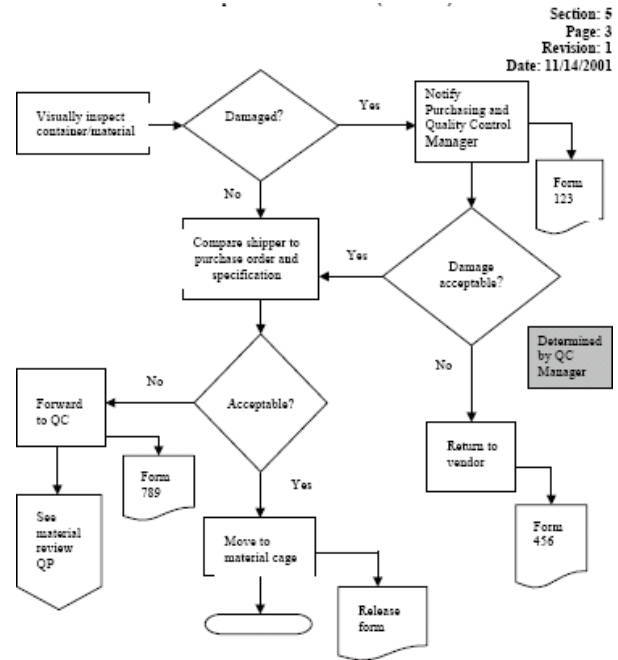 Section: 5
Page: 3
Revision: 1
Date: 11/14/2001
Visually inspect
container/material
Damaged?
Yes
Notify
Purchasing and
Quality Control
Manager
Form
123
No
Compare shipper to
purchase order and
specification
Yes
Damage
acceptable?
Determined
by QC
Manager
No
No
Forward
to QC
Acceptable?
Return to
vendor
Form
789
Yes
See
material
review
QP
Move to
material cage
Form
456
Release
form